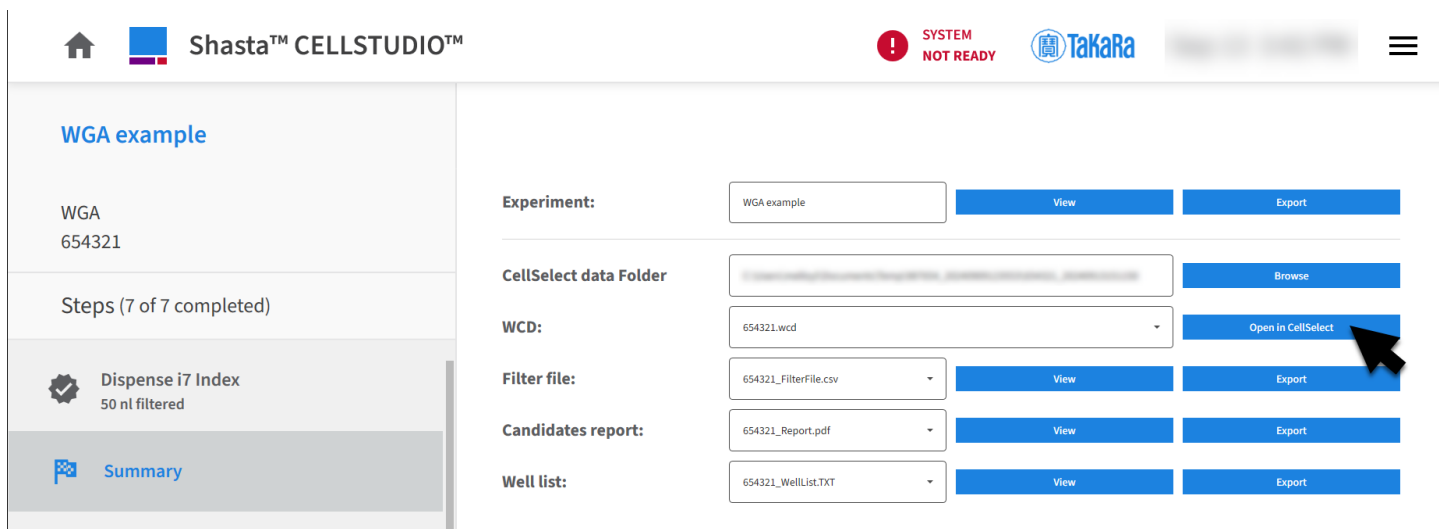 Shasta™ CELLSTUDIO™
SYSTEM
NOT READY
寶 TaKaRa
WGA example
WGA
654321
Steps (7 of 7 completed)
Dispense i7 Index
50 nl filtered
Summary
Experiment:
WGA example
View
Export
CellSelect data Folder
Browse
WCD:
654321.wcd
Open in CellSelect
Filter file:
654321_FilterFile.csv
View
Export
Candidates report:
654321_Report.pdf
View
Export
Well list:
654321_WellList.TXT
View
Export